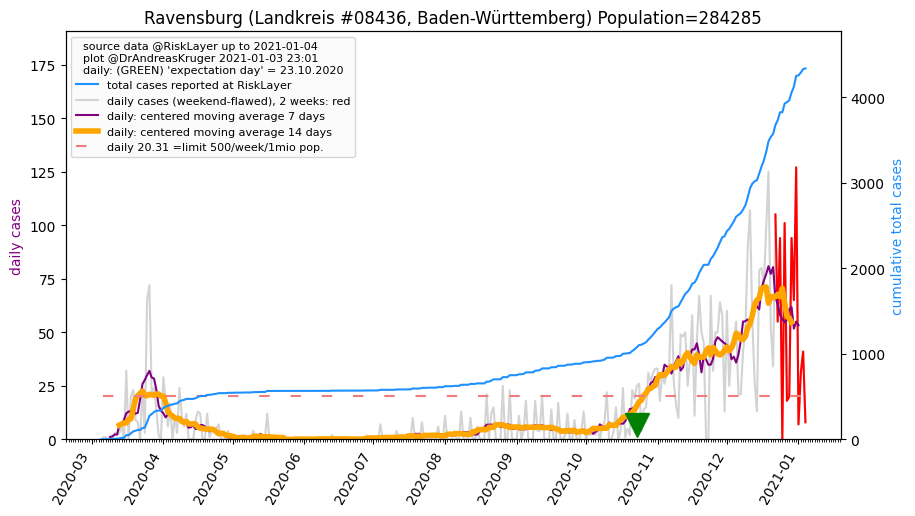 Ravensburg (Landkreis #08436, Baden-Württemberg) Population=284285
source data @RiskLayer up to 2021-01-04
plot @DrAndreasKruger 2021-01-03 23:01
daily: (GREEN) 'expectation day' = 23.10.2020
total cases reported at RiskLayer
daily cases (weekend-flawed), 2 weeks: red
daily: centered moving average 7 days
daily: centered moving average 14 days
daily 20.31 =limit 500/week/1mio pop.
daily cases
175
150
125
100
75
50
25
0
cumulative total cases
4000
3000
2000
1000
0
2020-03
2020-04
2020-05
2020-06
2020-07
2020-08
2020-09
2020-10
2020-11
2020-12
2021-01